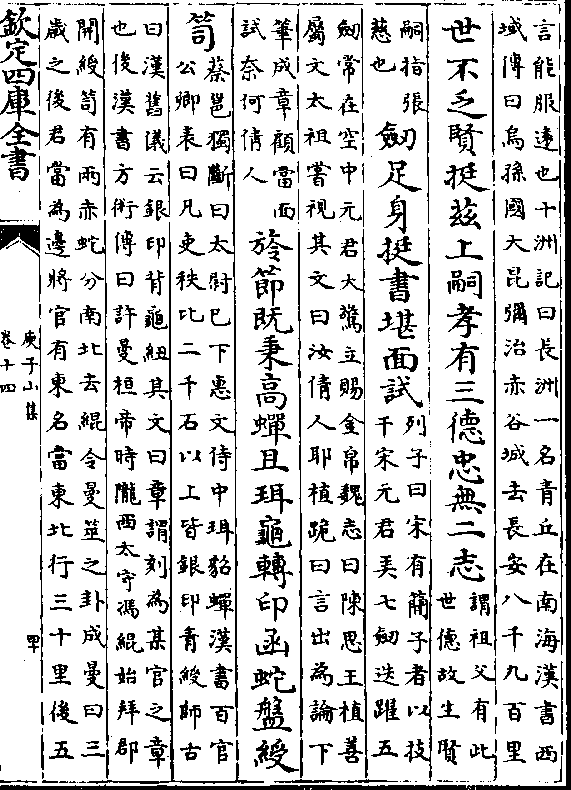 言能服遠也十洲記曰長洲一名青丘在南海漢書西
域傳曰烏孫國大昆彌治赤谷城去長安八千九百里
世不乏賢挺茲上嗣孝有三德忠無二志
謂祖父有此
世德故生賢
嗣指張
慈也
劒足身挺書堪面試
列子曰宋有蘭子者以技
干宋元君弄七劒迭躍五
劒常在空中元君大驚立賜金帛魏志曰陳思王植善
屬文太祖嘗視其文曰汝倩人耶植跪曰言出為論下
筆成章顧當面
試奈何倩人
旍節既秉高蟬且珥龜轉印函蛇盤綬
笥
蔡邕獨斷曰太尉已下惠文侍中珥貂蟬漢書百官
公卿表曰凡吏秩比二千石以上皆銀印青綬師古
曰漢舊儀云銀印背龜紐其文曰章謂刻為某官之章
也後漢書方術傳曰許曼桓帝時隴西太守馮緄始拜郡
開綬笥有兩赤蛇分南北去緄令曼筮之卦成曼曰三
歲之後君當為邊將官有東名當東北行三十里後五
欽定四庫全書
庾子山集
卷十四